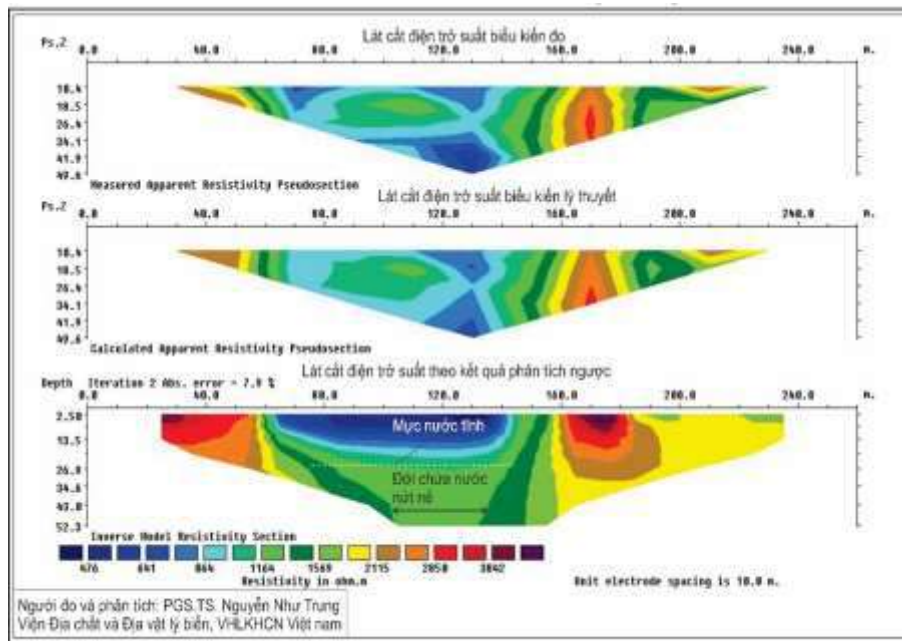 Lát cắt điện trở suất biểu kiến đo
Ps.Z 0.0 40.0 80.0 120.0 160.0 200.0 240.0 m.
10.4
18.5
26.4
34.1
41.9
49.6
Measured Apparent Resistivity Pseudosection
Lát cắt điện trở suất biểu kiến lý thuyết
Ps.Z 0.0 40.0 80.0 120.0 160.0 200.0 240.0 m.
10.4
18.5
26.4
34.1
41.9
49.6
Calculated Apparent Resistivity Pseudosection
Lát cắt điện trở suất theo kết quả phân tích ngược
Depth Iteration 2 Abs. error = 7.9 %
0.0 40.0 80.0 120.0 160.0 200.0 240.0 m.
2.50
13.5
26.0
34.6
43.0
52.3
Mực nước tĩnh
Đới chứa nước
nứt nẻ
Inverse Model Resistivity Section
476 641 864 1164 1569 2115 2850 3842
Resistivity in ohm.m
Unit electrode spacing is 10.0 m.
Người đo và phân tích: PGS.TS. Nguyễn Như Trung
Viện Địa chất và Địa vật lý biển, VHLKHCN Việt nam